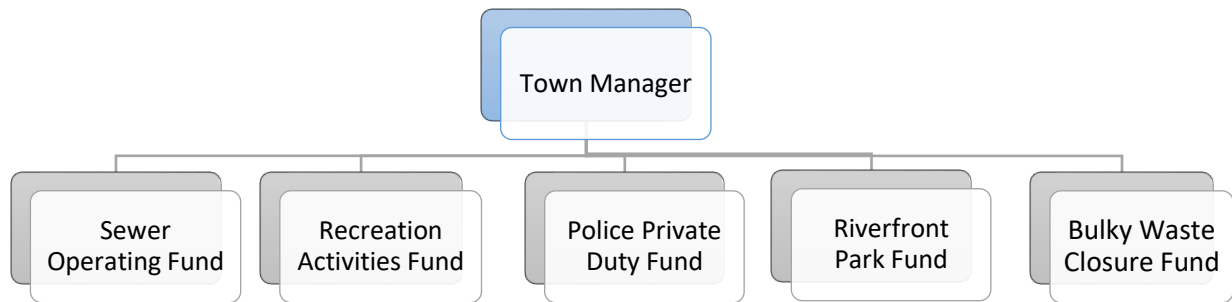 Town Manager
Sewer
Operating Fund
Recreation
Activities Fund
Police Private
Duty Fund
Riverfront
Park Fund
Bulky Waste
Closure Fund